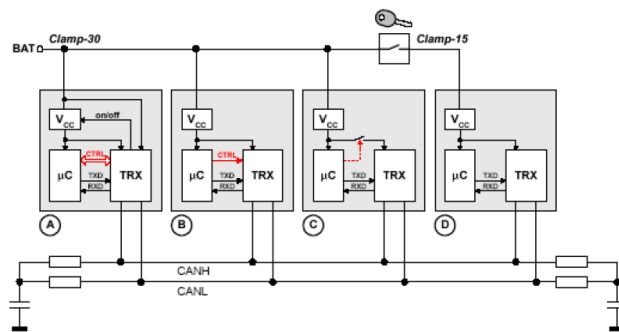 Clamp-30
Clamp-15
BAT
VCC
on/off
VCC
VCC
VCC
CTRL
CTRL
µC
TRX
µC
TRX
µC
TRX
µC
TRX
TXD
TXD
TXD
TXD
RXD
RXD
RXD
RXD
A
B
C
D
CANH
CANL